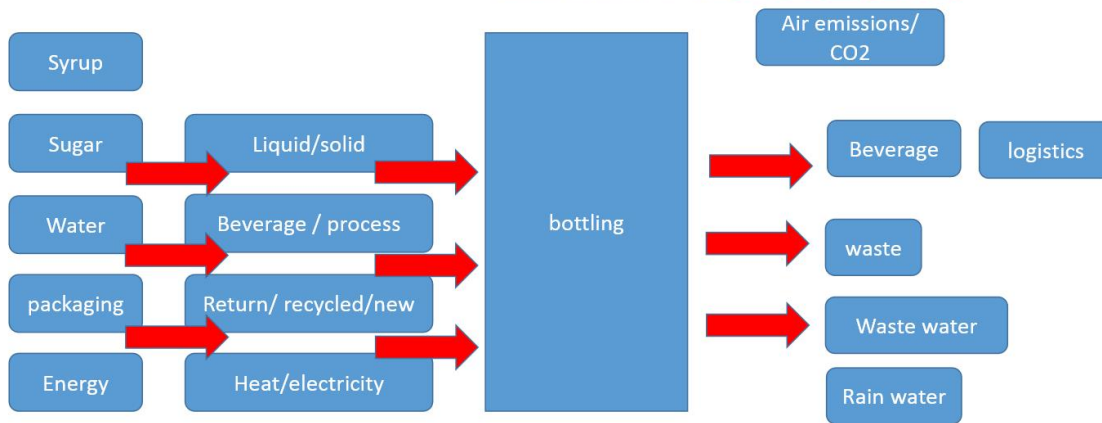 Air emissions/
CO2
Syrup
Sugar
Liquid/solid
Beverage
logistics
Water
Beverage / process
bottling
waste
packaging
Return/ recycled/new
Waste water
Energy
Heat/electricity
Rain water